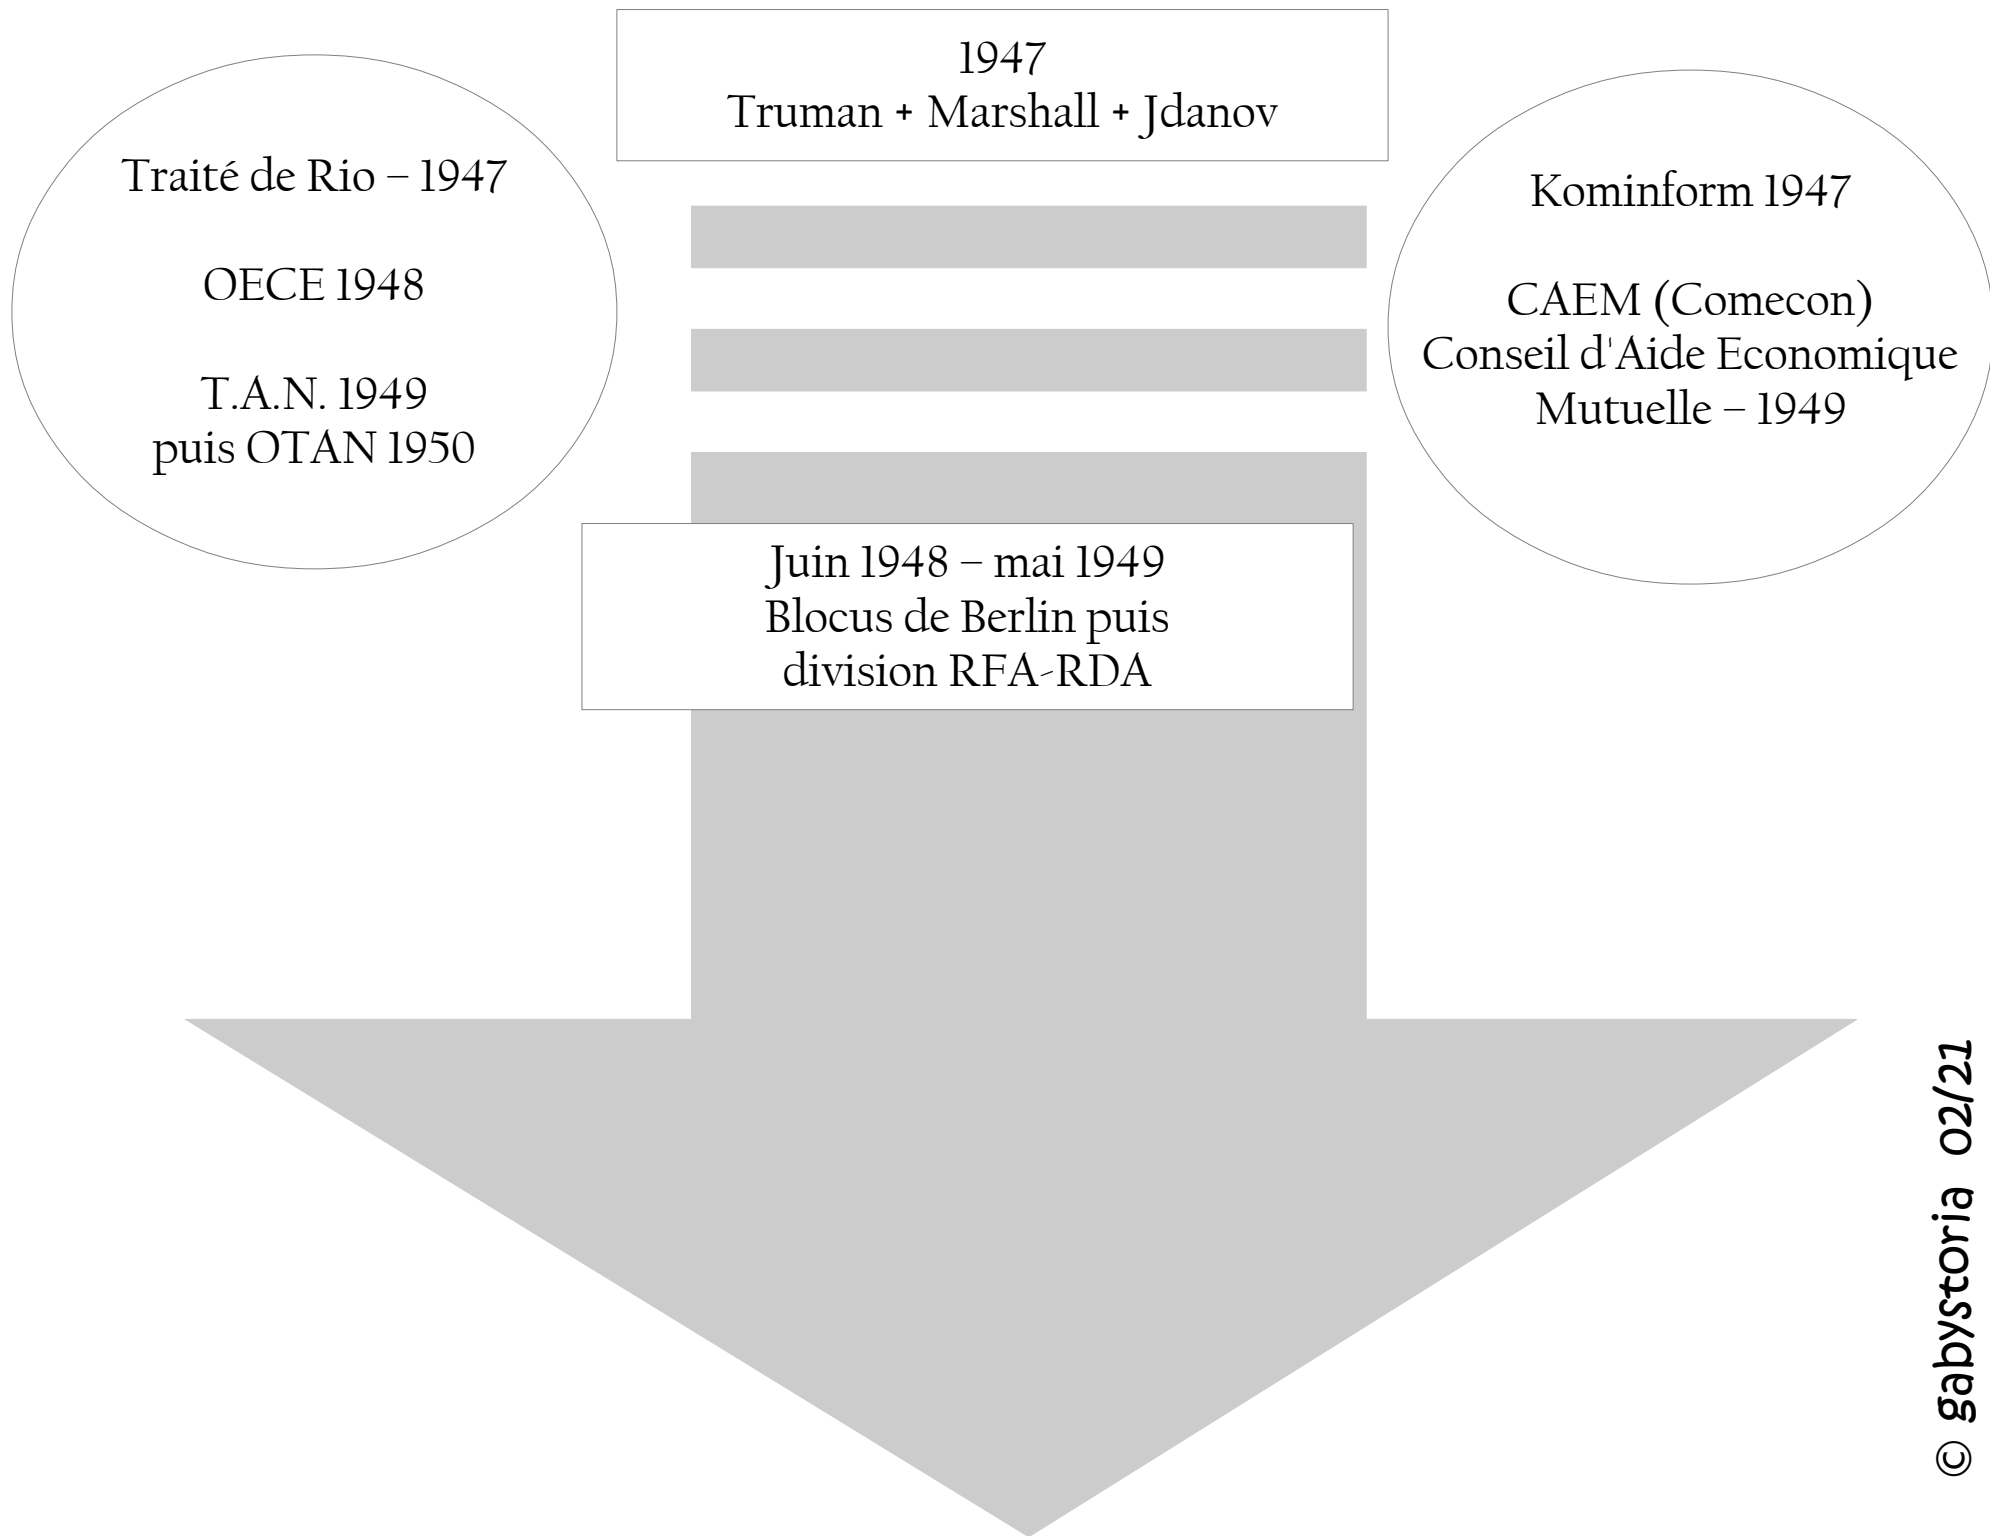 1947
Truman + Marshall + Jdanov
Traité de Rio – 1947
OECE 1948
T.A.N. 1949
puis OTAN 1950
Kominform 1947
CAEM (Comecon)
Conseil d'Aide Economique
Mutuelle – 1949
Juin 1948 – mai 1949
Blocus de Berlin puis
division RFA-RDA
© gabystoria 02/21